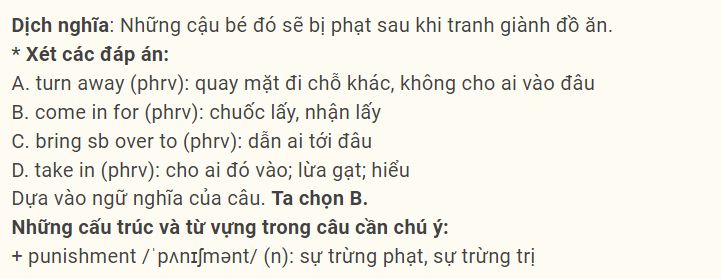 Dịch nghĩa: Những cậu bé đó sẽ bị phạt sau khi tranh giành đồ ăn.
* Xét các đáp án:
A. turn away (phrv): quay mặt đi chỗ khác, không cho ai vào đâu
B. come in for (phrv): chuốc lấy, nhận lấy
C. bring sb over to (phrv): dẫn ai tới đâu
D. take in (phrv): cho ai đó vào; lừa gạt; hiểu
Dựa vào ngữ nghĩa của câu. Ta chọn B.
Những cấu trúc và từ vựng trong câu cần chú ý:
+ punishment /ˈpʌnɪʃmənt/ (n): sự trừng phạt, sự trừng trị